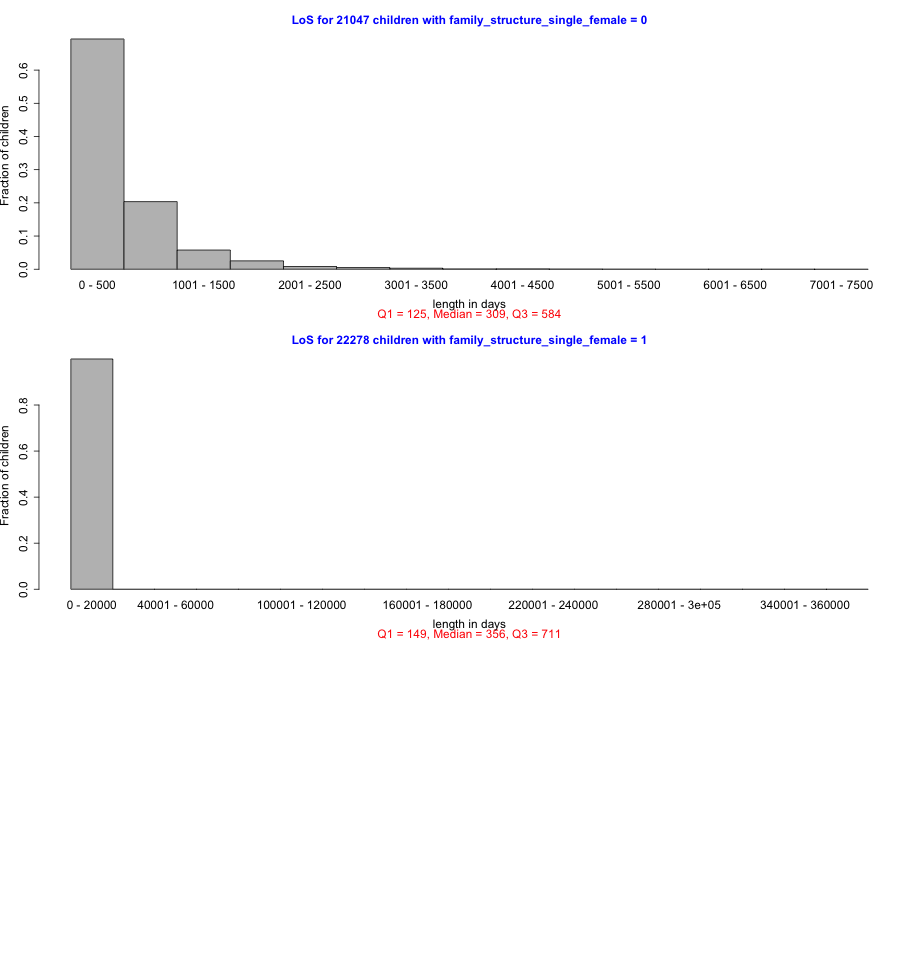 LoS for 21047 children with family_structure_single_female = 0
Fraction of children
0.6
0.5
0.4
0.3
0.2
0.1
0.0
0 - 500 1001 - 1500 2001 - 2500 3001 - 3500 4001 - 4500 5001 - 5500 6001 - 6500 7001 - 7500
length in days
Q1 = 125, Median = 309, Q3 = 584
LoS for 22278 children with family_structure_single_female = 1
Fraction of children
0.8
0.6
0.4
0.2
0.0
0 - 20000 40001 - 60000 100001 - 120000 160001 - 180000 220001 - 240000 280001 - 3e+05 340001 - 360000
length in days
Q1 = 149, Median = 356, Q3 = 711